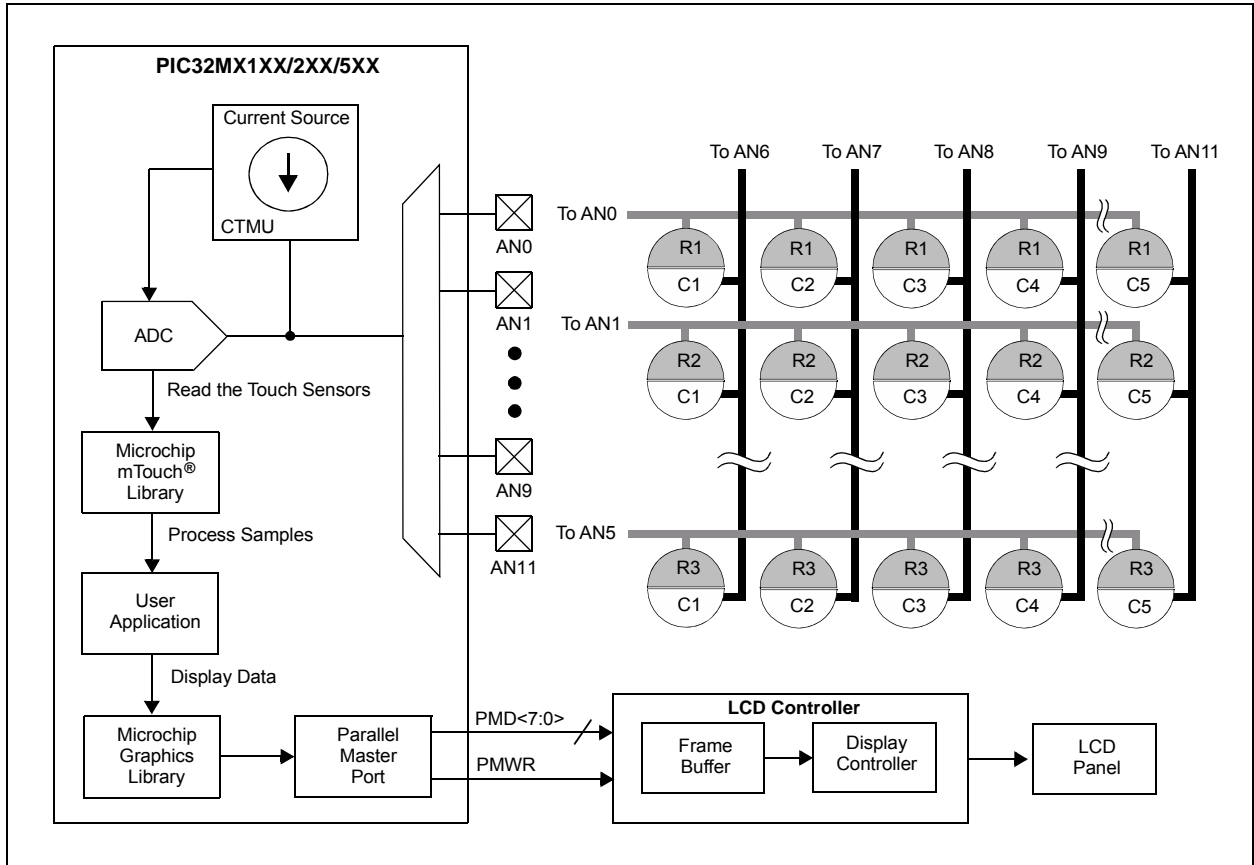 PIC32MX1XX/2XX/5XX
Current Source
CTMU
ADC
Read the Touch Sensors
Microchip
mTouch®
Library
Process Samples
User
Application
Display Data
Microchip
Graphics
Library
Parallel
Master
Port
AN0
AN1
AN9
AN11
To AN6
To AN7
To AN8
To AN9
To AN11
To AN0
R1
R1
R1
R1
R1
C1
C2
C3
C4
C5
To AN1
R2
R2
R2
R2
R2
C1
C2
C3
C4
C5
To AN5
R3
R3
R3
R3
R3
C1
C2
C3
C4
C5
PMD<7:0>
PMWR
LCD Controller
Frame
Buffer
Display
Controller
LCD
Panel